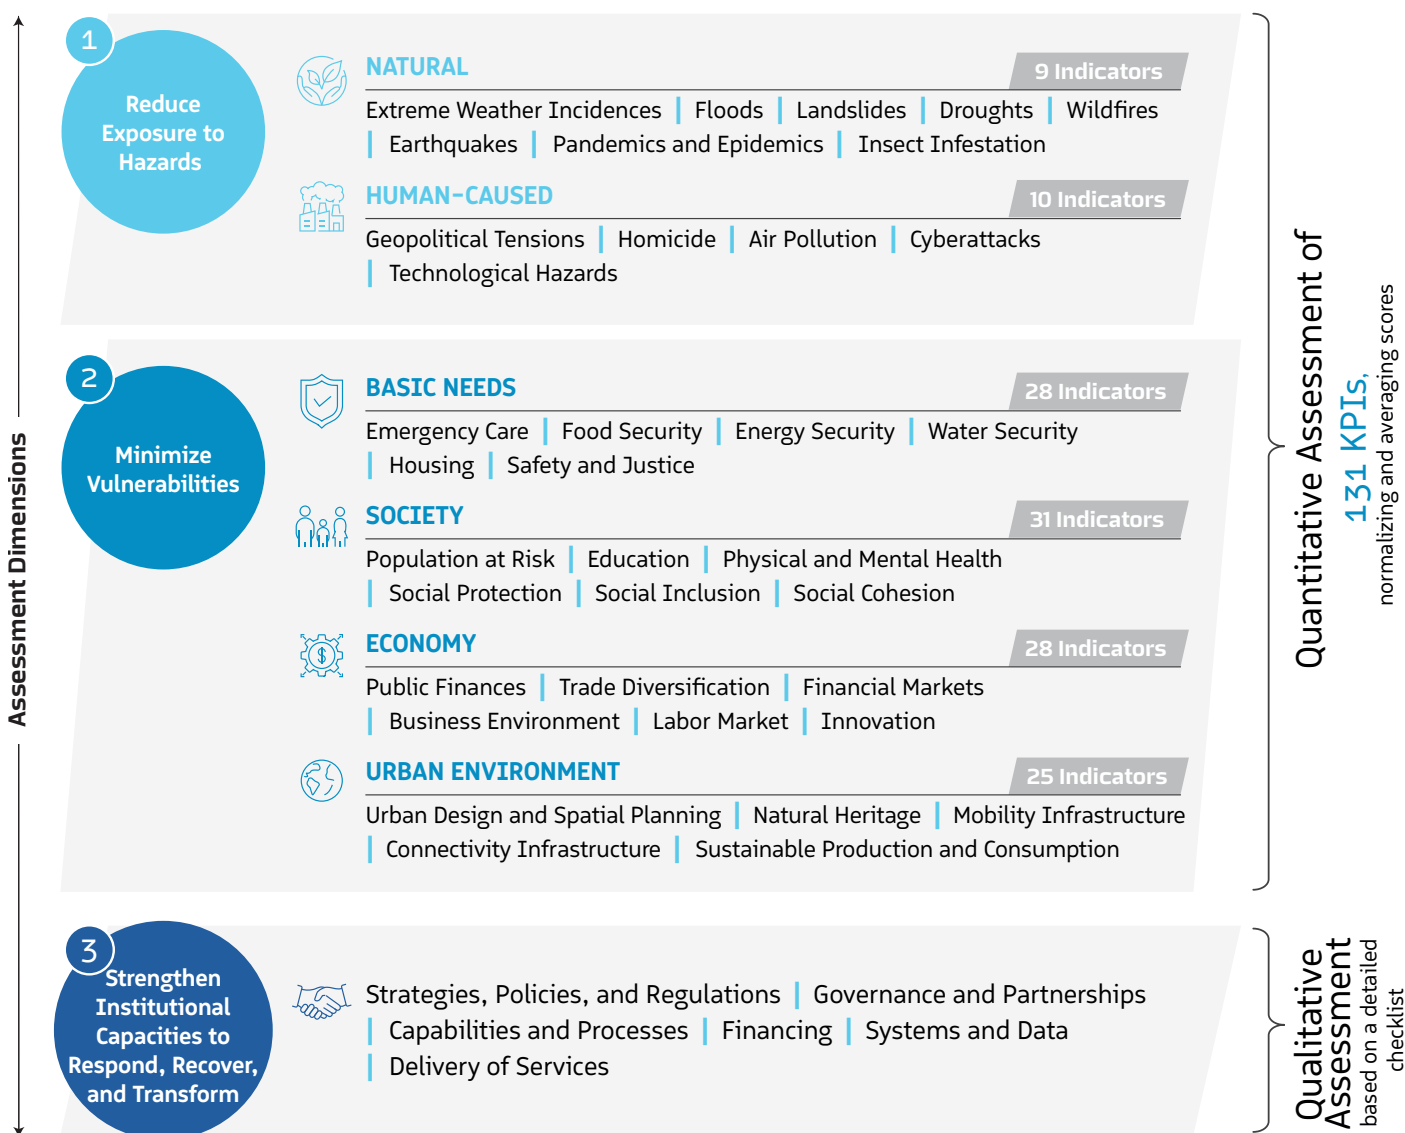 Assessment Dimensions
1
Reduce
Exposure to
Hazards
NATURAL
9 Indicators
Extreme Weather Incidences | Floods | Landslides | Droughts | Wildfires
| Earthquakes | Pandemics and Epidemics | Insect Infestation
HUMAN-CAUSED
10 Indicators
Geopolitical Tensions | Homicide | Air Pollution | Cyberattacks
| Technological Hazards
2
Minimize
Vulnerabilities
BASIC NEEDS
28 Indicators
Emergency Care | Food Security | Energy Security | Water Security
| Housing | Safety and Justice
SOCIETY
31 Indicators
Population at Risk | Education | Physical and Mental Health
| Social Protection | Social Inclusion | Social Cohesion
ECONOMY
28 Indicators
$
Public Finances | Trade Diversification | Financial Markets
| Business Environment | Labor Market | Innovation
URBAN ENVIRONMENT
25 Indicators
Urban Design and Spatial Planning | Natural Heritage | Mobility Infrastructure
| Connectivity Infrastructure | Sustainable Production and Consumption
Quantitative Assessment of
131 KPIs,
normalizing and averaging scores
3
Strengthen
Institutional
Capacities to
Respond, Recover,
and Transform
Strategies, Policies, and Regulations | Governance and Partnerships
| Capabilities and Processes | Financing | Systems and Data
| Delivery of Services
Qualitative
Assessment
based on a detailed
checklist